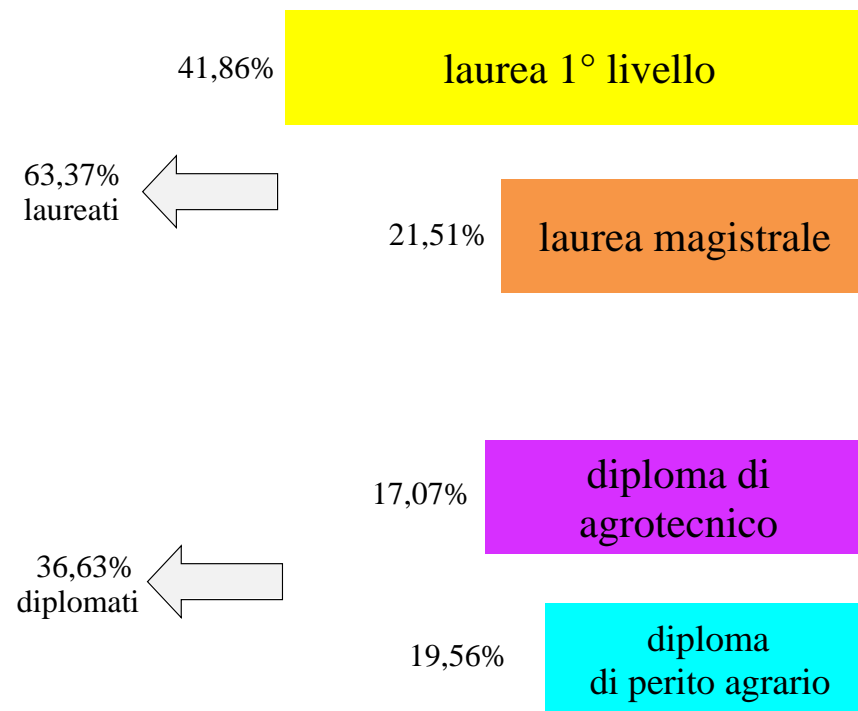 41,86%
laurea 1° livello
63,37%
laureati
21,51%
laurea magistrale
17,07%
diploma di
agrotecnico
36,63%
diplomati
19,56%
diploma
di perito agrario